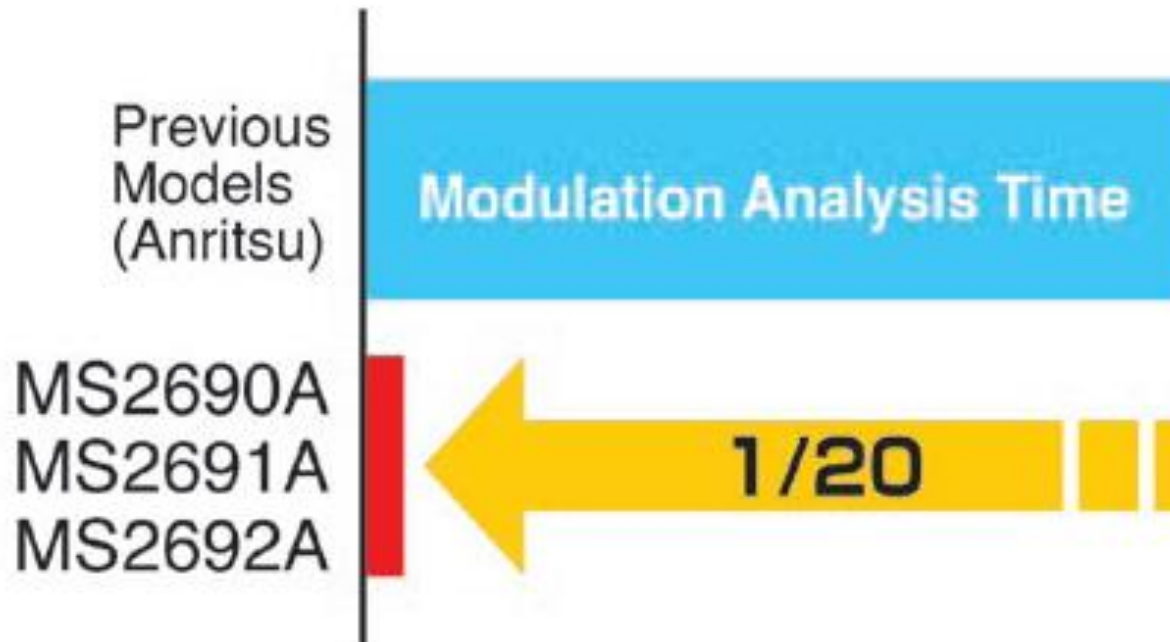 Previous
Models
(Anritsu)
Modulation Analysis Time
MS2690A
MS2691A
MS2692A
1/20